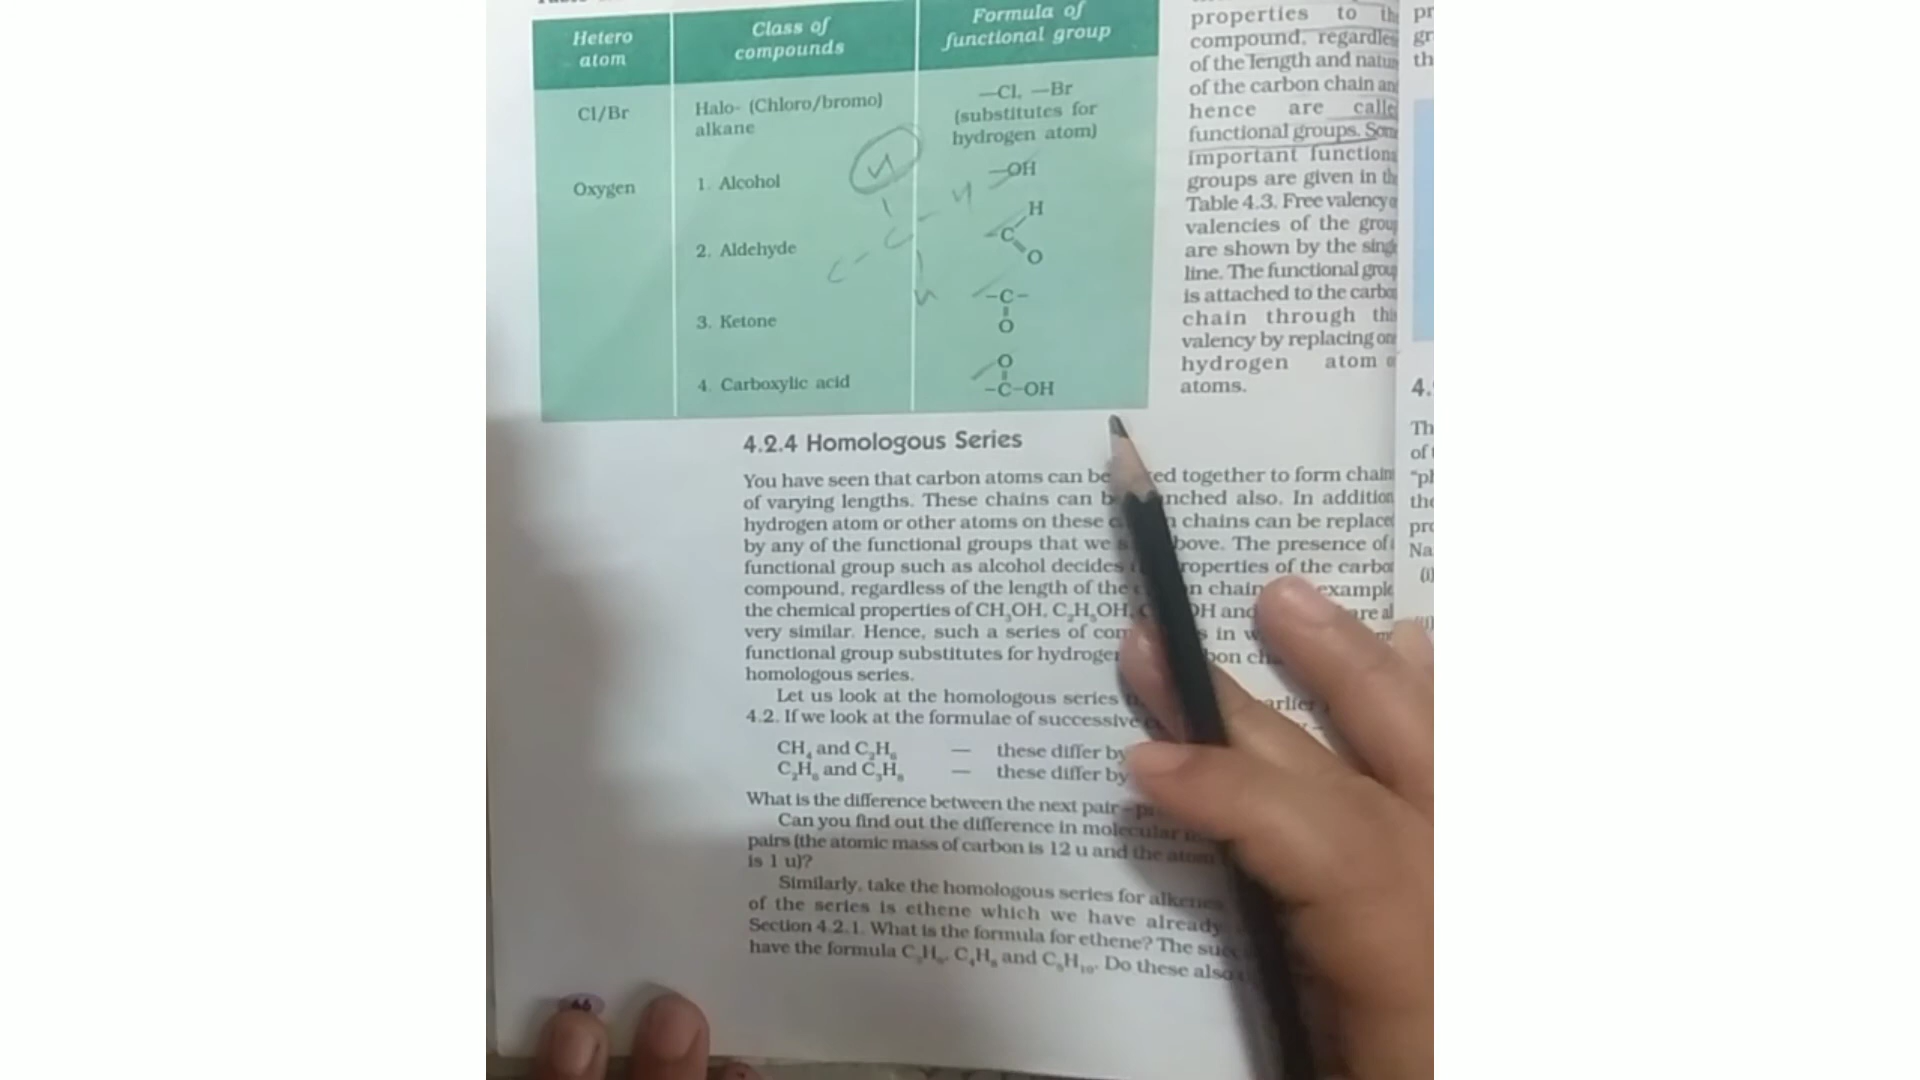 Hetero
atom
Class of
compounds
Formula of
functional group
Cl/Br
Halo- (Chloro/bromo)
alkane
—Cl, —Br
(substitutes for
hydrogen atom)
Oxygen
1. Alcohol
—OH
2. Aldehyde
H
C
O
3. Ketone
–C–
O
4. Carboxylic acid
O
–C–OH
properties to
compound, regardles
of the length and natur
of the carbon chain an
hence are calle
functional groups. Som
important functiona
groups are given in th
Table 4.3. Free valency o
valencies of the grou
are shown by the singl
line. The functional grou
is attached to the carbo
chain through thi
valency by replacing on
hydrogen atom o
atoms.
4.2.4 Homologous Series
You have seen that carbon atoms can be ed together to form chain
of varying lengths. These chains can b nched also. In addition
hydrogen atom or other atoms on these chains can be replace
by any of the functional groups that we bove. The presence of
functional group such as alcohol decides roperties of the carbo
compound, regardless of the length of the n chain example
the chemical properties of CH₃OH, C₂H₅OH, OH and are al
very similar. Hence, such a series of com s in w
functional group substitutes for hydroge bon ch
homologous series.
Let us look at the homologous series arlier
4.2. If we look at the formulae of successive
CH₄ and C₂H₆ — these differ by
C₂H₆ and C₃H₈ — these differ by
What is the difference between the next pair – p
Can you find out the difference in molecular
pairs (the atomic mass of carbon is 12 u and the atom
is 1 u)?
Similarly, take the homologous series for alkenes
of the series is ethene which we have already
Section 4.2.1. What is the formula for ethene? The succ
have the formula C₃H₆, C₄H₈ and C₅H₁₀. Do these also
66
pr
gr
th
4.
Th
of
"pl
the
pro
Na
(i)